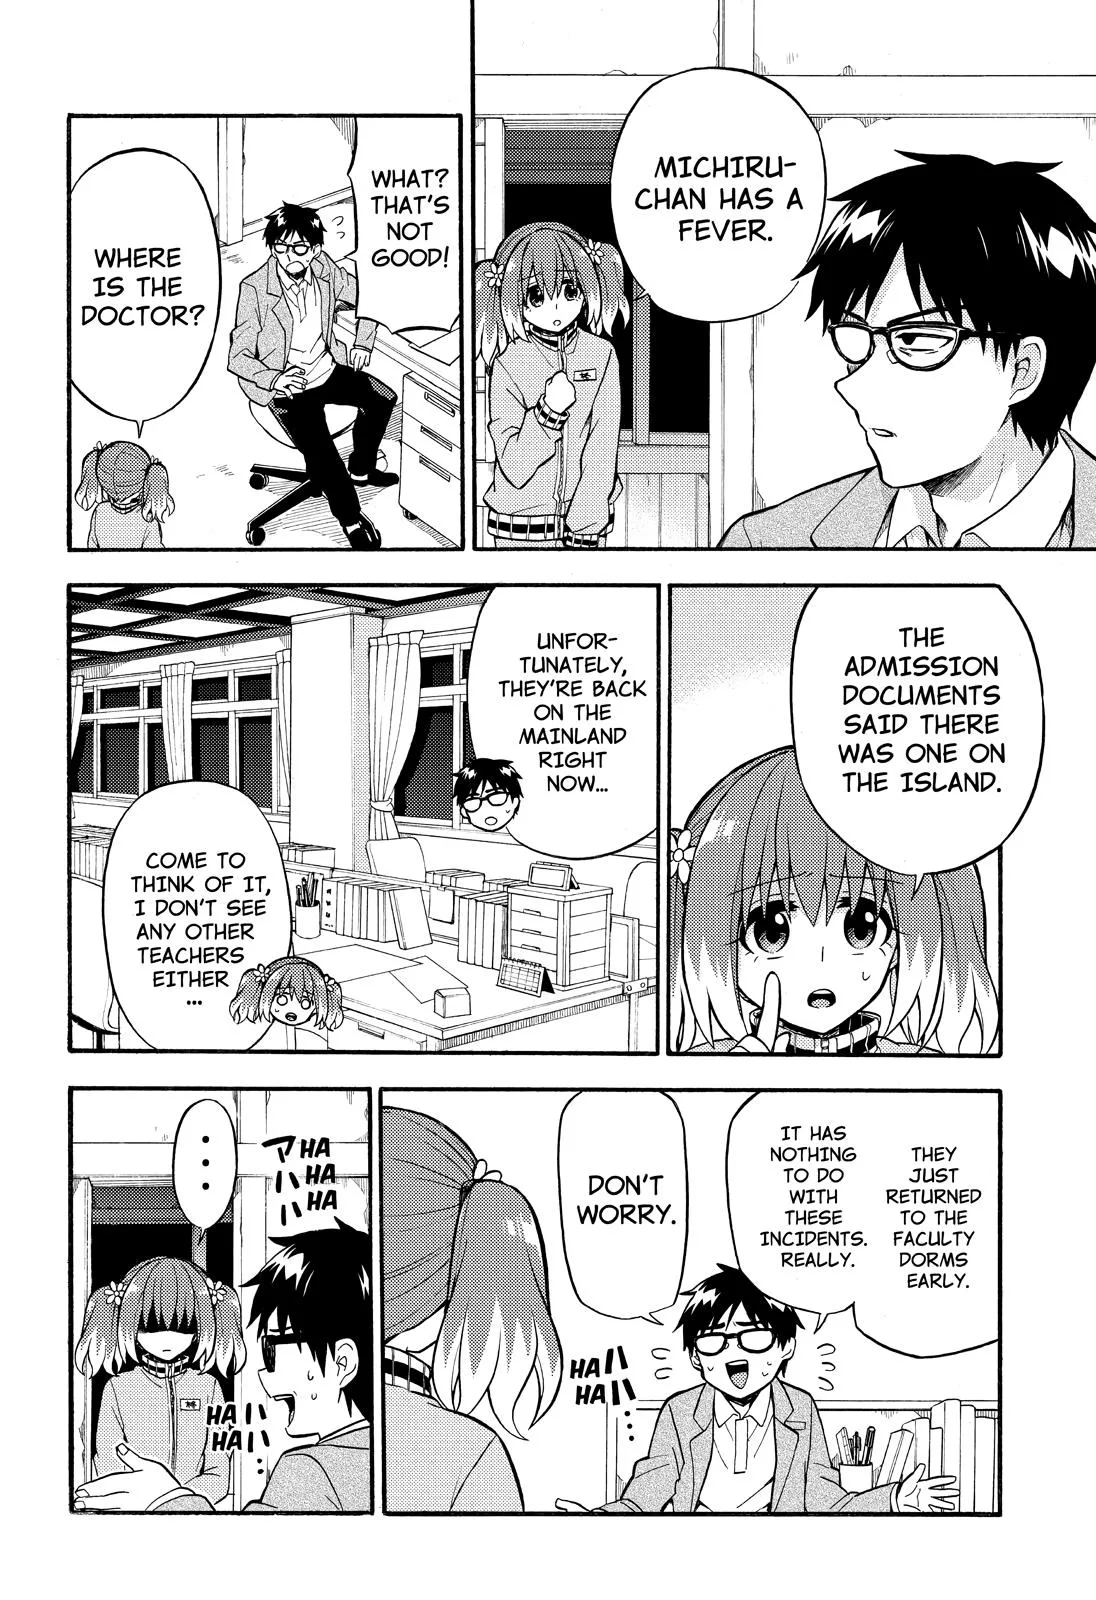 MICHIRU-
CHAN HAS A
FEVER.
WHAT?
THAT'S
NOT
GOOD!
WHERE
IS THE
DOCTOR?
THE
ADMISSION
DOCUMENTS
SAID THERE
WAS ONE ON
THE ISLAND.
UNFOR-
TUNATELY,
THEY'RE BACK
ON THE
MAINLAND
RIGHT
NOW...
COME TO
THINK OF IT,
I DON'T SEE
ANY OTHER
TEACHERS
EITHER
...
THEY
JUST
RETURNED
TO THE
FACULTY
DORMS
EARLY.
IT HAS
NOTHING
TO DO
WITH
THESE
INCIDENTS.
REALLY.
DON'T
WORRY.
ハハ…
HA
HA
...
アハハハ
HA
HA
HA
ハハ…
HA
HA